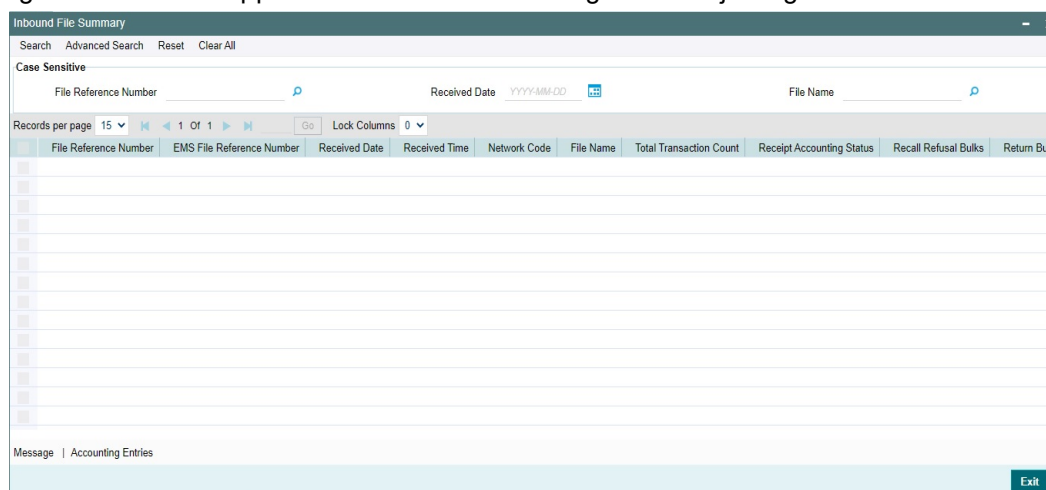 Inbound File Summary
Search Advanced Search Reset Clear All
Case Sensitive
File Reference Number Received Date YYYY-MM-DD File Name
Records per page 15 1 Of 1 Go Lock Columns 0
File Reference Number EMS File Reference Number Received Date Received Time Network Code File Name Total Transaction Count Receipt Accounting Status Recall Refusal Bulks Return Bu
Message | Accounting Entries
Exit